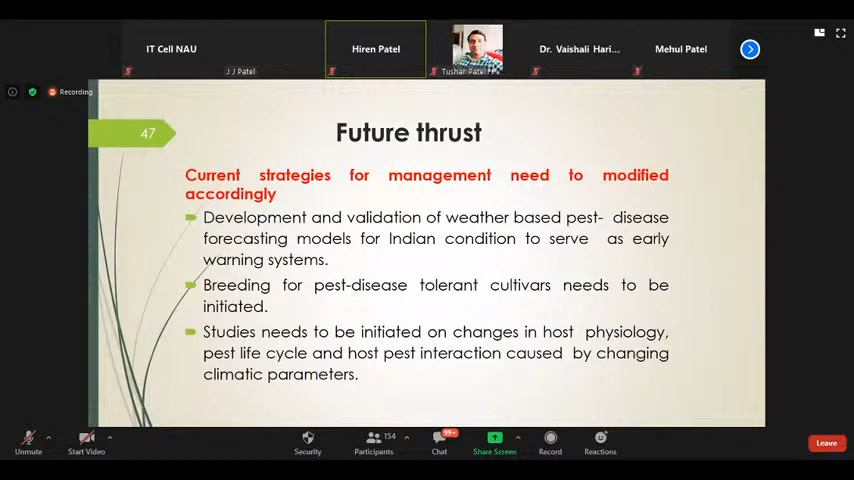 IT Cell NAU
J J Patel
Hiren Patel
Tushar Patel
Dr. Vaishali Hari...
Mehul Patel
Recording
47
Future thrust
Current strategies for management need to modified
accordingly
Development and validation of weather based pest- disease
forecasting models for Indian condition to serve as early
warning systems.
Breeding for pest-disease tolerant cultivars needs to be
initiated.
Studies needs to be initiated on changes in host physiology,
pest life cycle and host pest interaction caused by changing
climatic parameters.
Unmute
Start Video
Security
154
Participants
99+
Chat
Share Screen
Record
Reactions
Leave